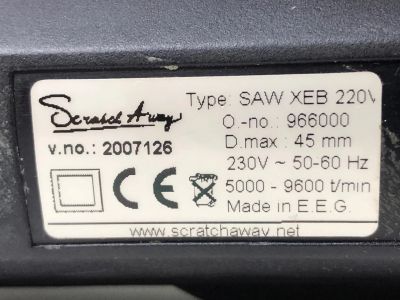 Scratch Away
Type: SAW XEB 220V
O.-no.: 966000
v.no.: 2007126
D.max : 45 mm
230V ~ 50-60 Hz
CE
5000 - 9600 t/min
Made in E.E.G.
www.scratchaway.net